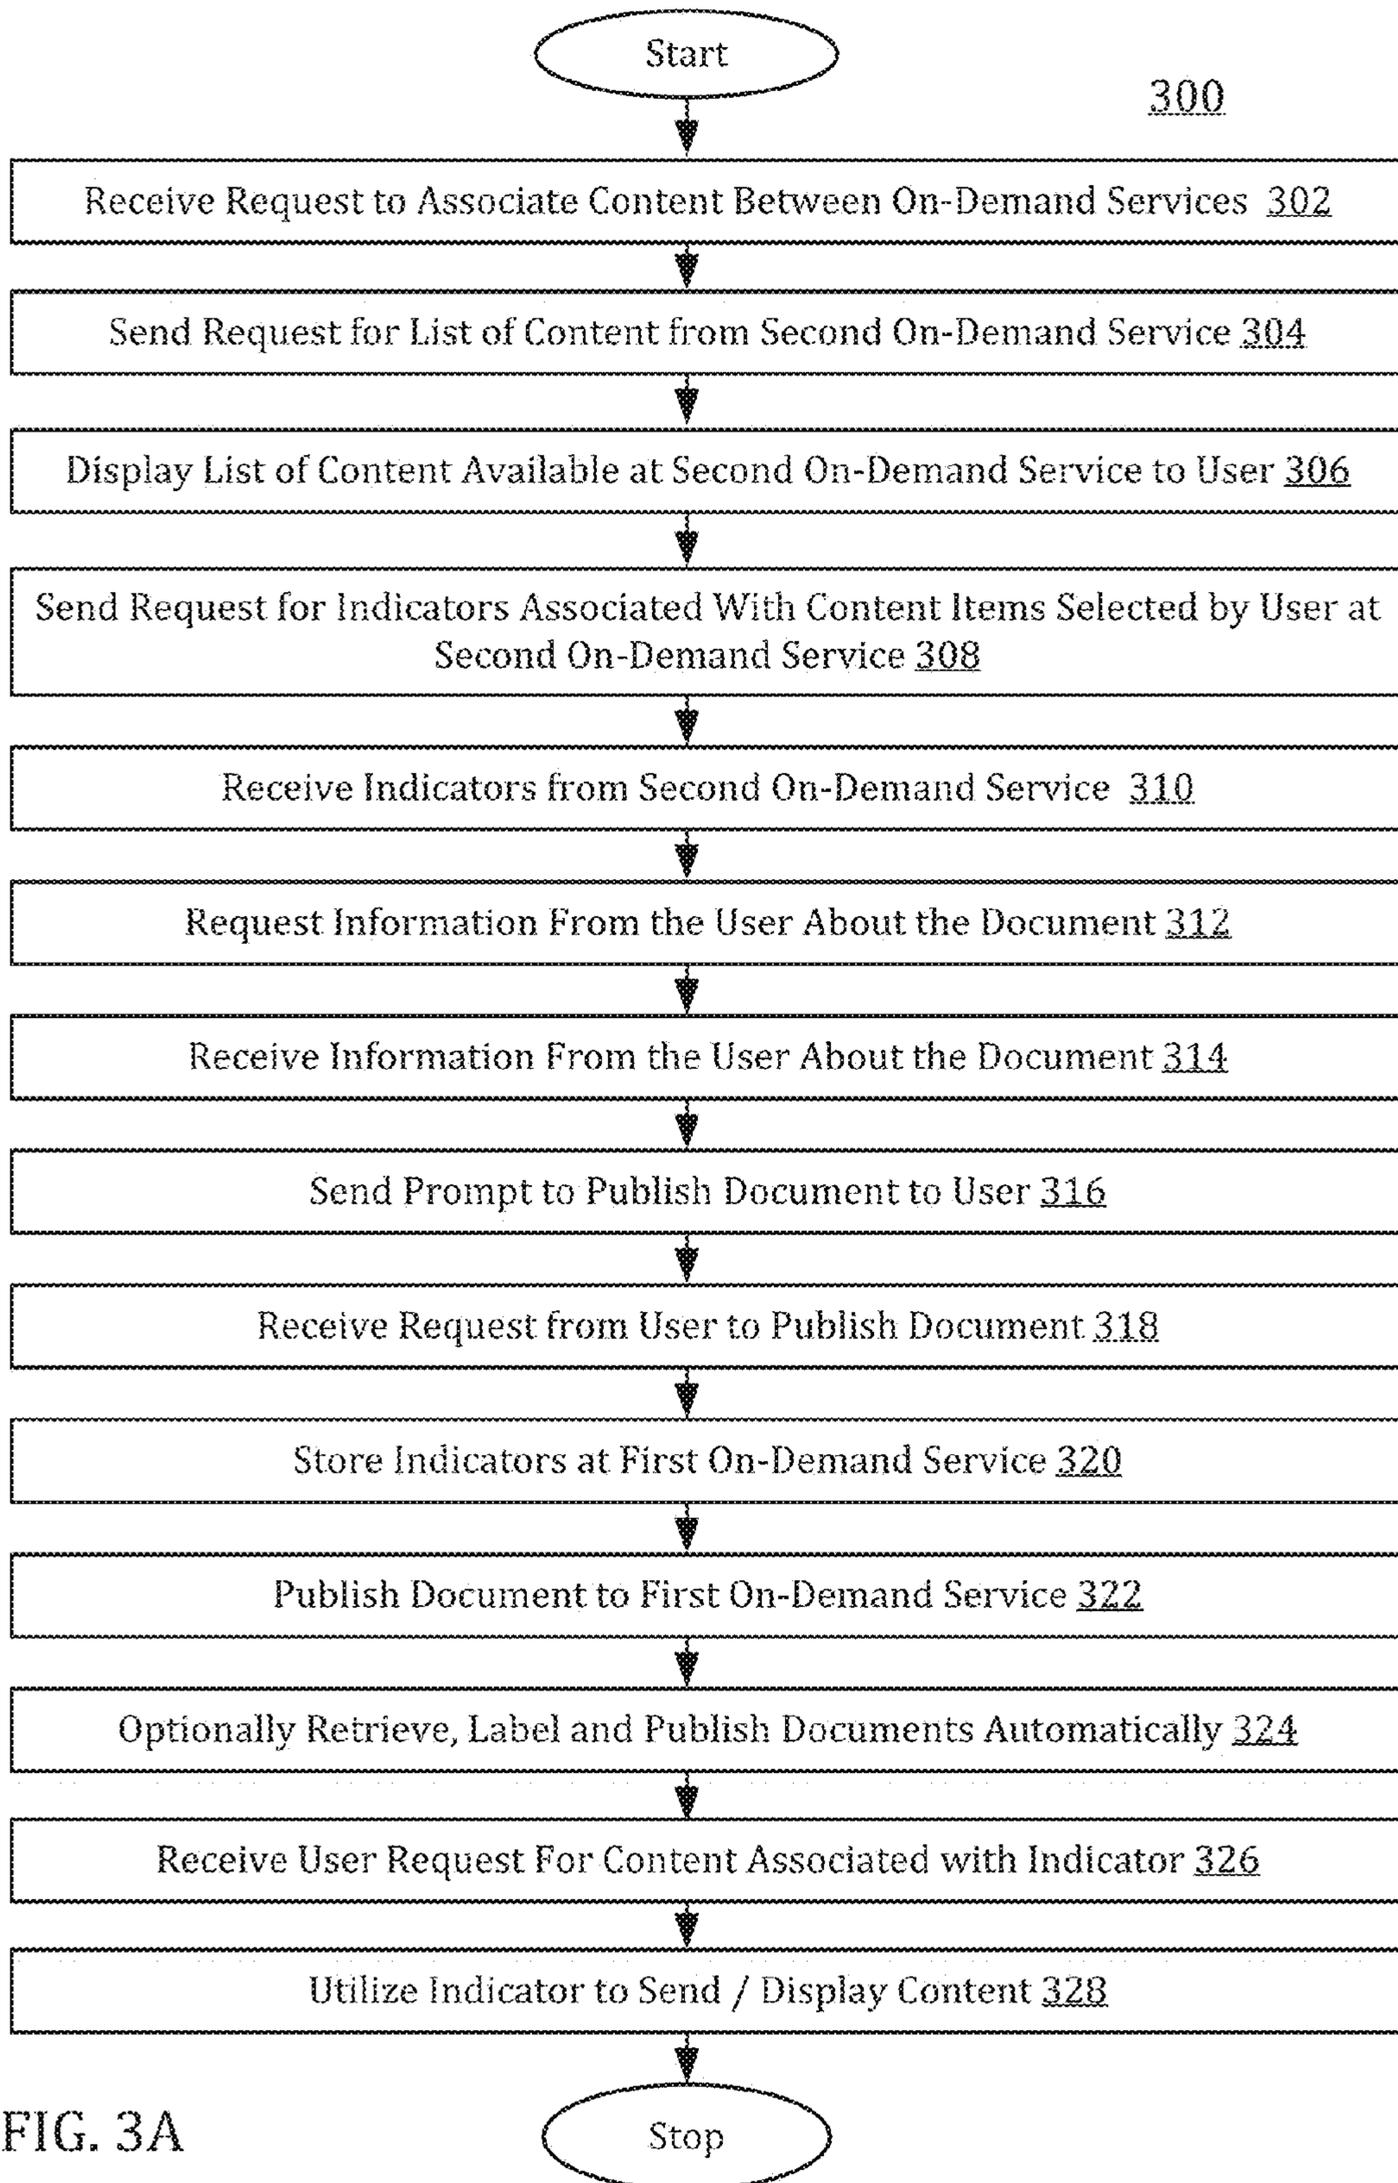 Start
300
Receive Request to Associate Content Between On-Demand Services 302
Send Request for List of Content from Second On-Demand Service 304
Display List of Content Available at Second On-Demand Service to User 306
Send Request for Indicators Associated With Content Items Selected by User at
Second On-Demand Service 308
Receive Indicators from Second On-Demand Service 310
Request Information From the User About the Document 312
Receive Information From the User About the Document 314
Send Prompt to Publish Document to User 316
Receive Request from User to Publish Document 318
Store Indicators at First On-Demand Service 320
Publish Document to First On-Demand Service 322
Optionally Retrieve, Label and Publish Documents Automatically 324
Receive User Request For Content Associated with Indicator 326
Utilize Indicator to Send / Display Content 328
Stop
FIG. 3A